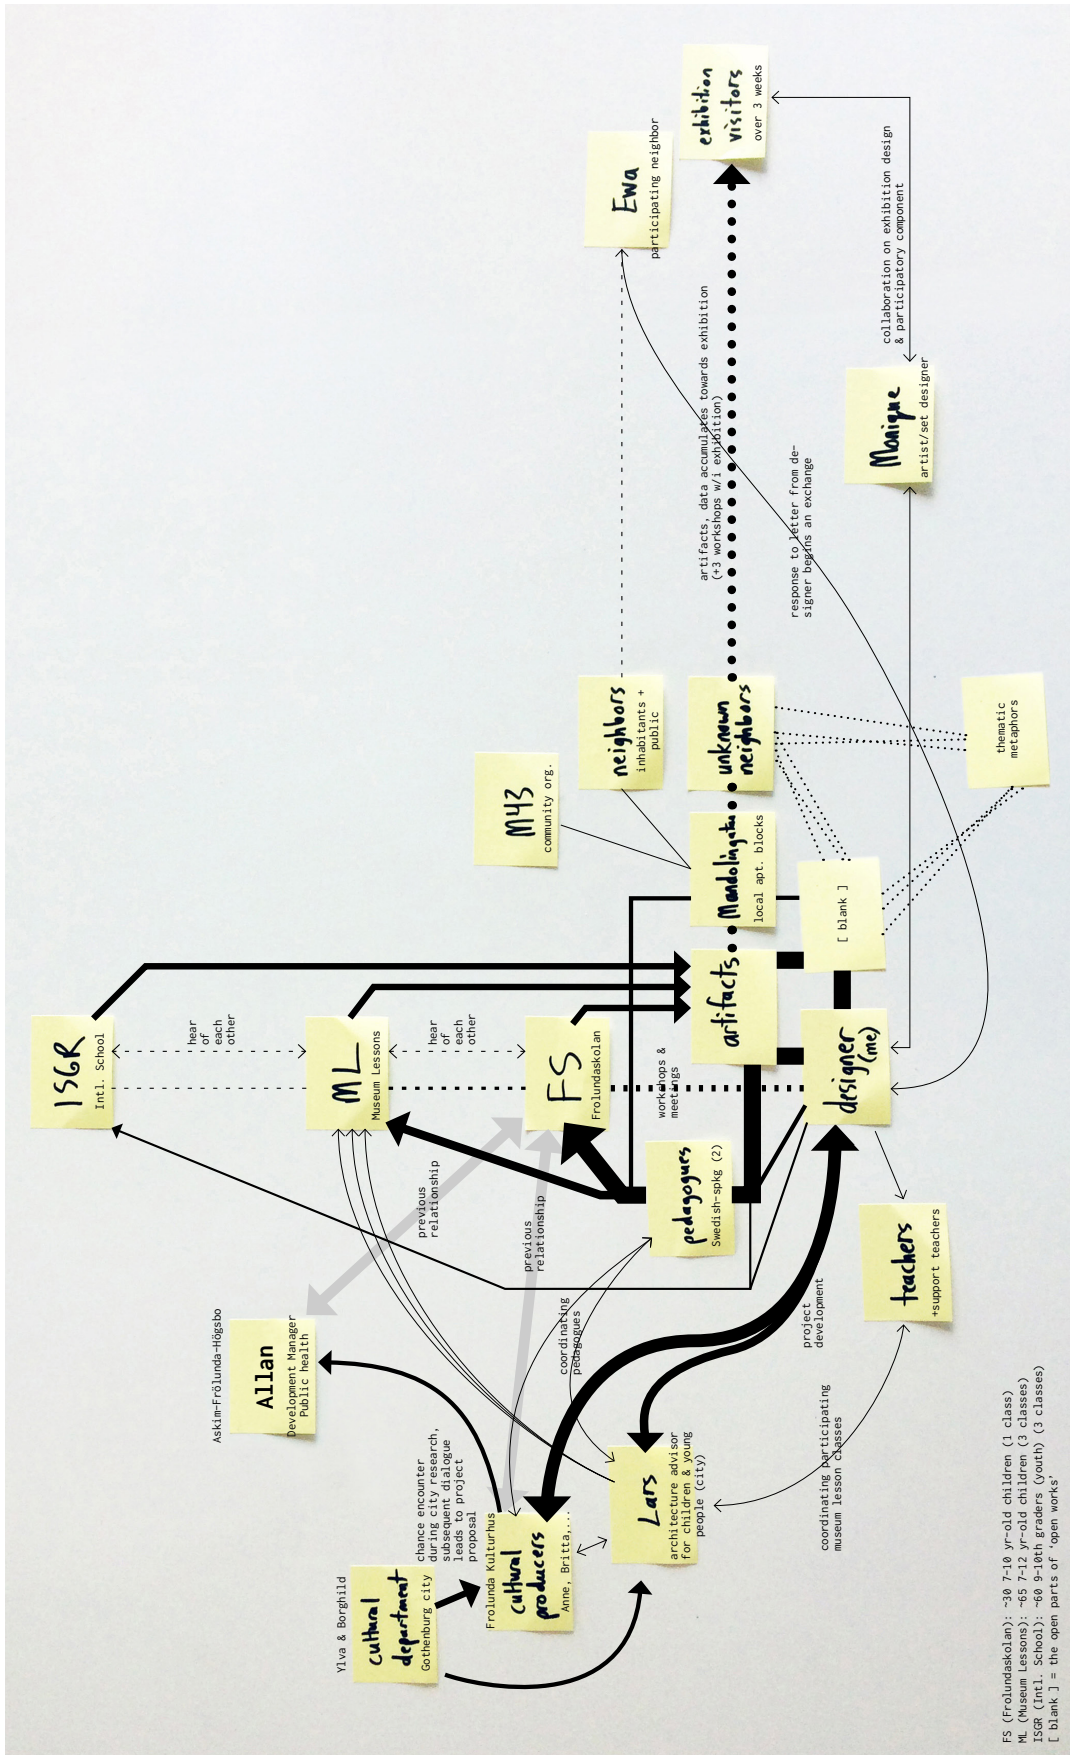 Ylva & Borghild
cultural
department
Gothenburg city
chance encounter
during city research,
subsequent dialogue
leads to project
proposal
Frolunda Kulturhus
cultural
producers
Anne, Britta,...
Askim-Frölunda-Högsbo
Allan
Development Manager
Public health
Lars
architecture advisor
for children & young
people (city)
coordinating
pedagogues
previous
relationship
previous
relationship
project
development
coordinating participating
museum lesson classes
teachers
+support teachers
pedagogues
Swedish-spkg (2)
ISGR
Intl. School
hear
of
each
other
ML
Museum Lessons
hear
of
each
other
FS
Frolundaskolan
workshops &
meetings
designer
(me)
artifacts
[ blank ]
Mandolingatan
local apt. blocks
M43
community org.
neighbors
inhabitants +
public
unknown
neighbors
thematic
metaphors
artifacts, data accumulates towards exhibition
(+3 workshops w/i exhibition)
response to letter from de-
signer begins an exchange
Monique
artist/set designer
collaboration on exhibition design
& participatory component
Ewa
participating neighbor
exhibition
visitors
over 3 weeks
FS (Frolundaskolan): ~30 7-10 yr-old children (1 class)
ML (Museum Lessons): ~65 7-12 yr-old children (3 classes)
ISGR (Intl. School): ~60 9-10th graders (youth) (3 classes)
[ blank ] = the open parts of 'open works'